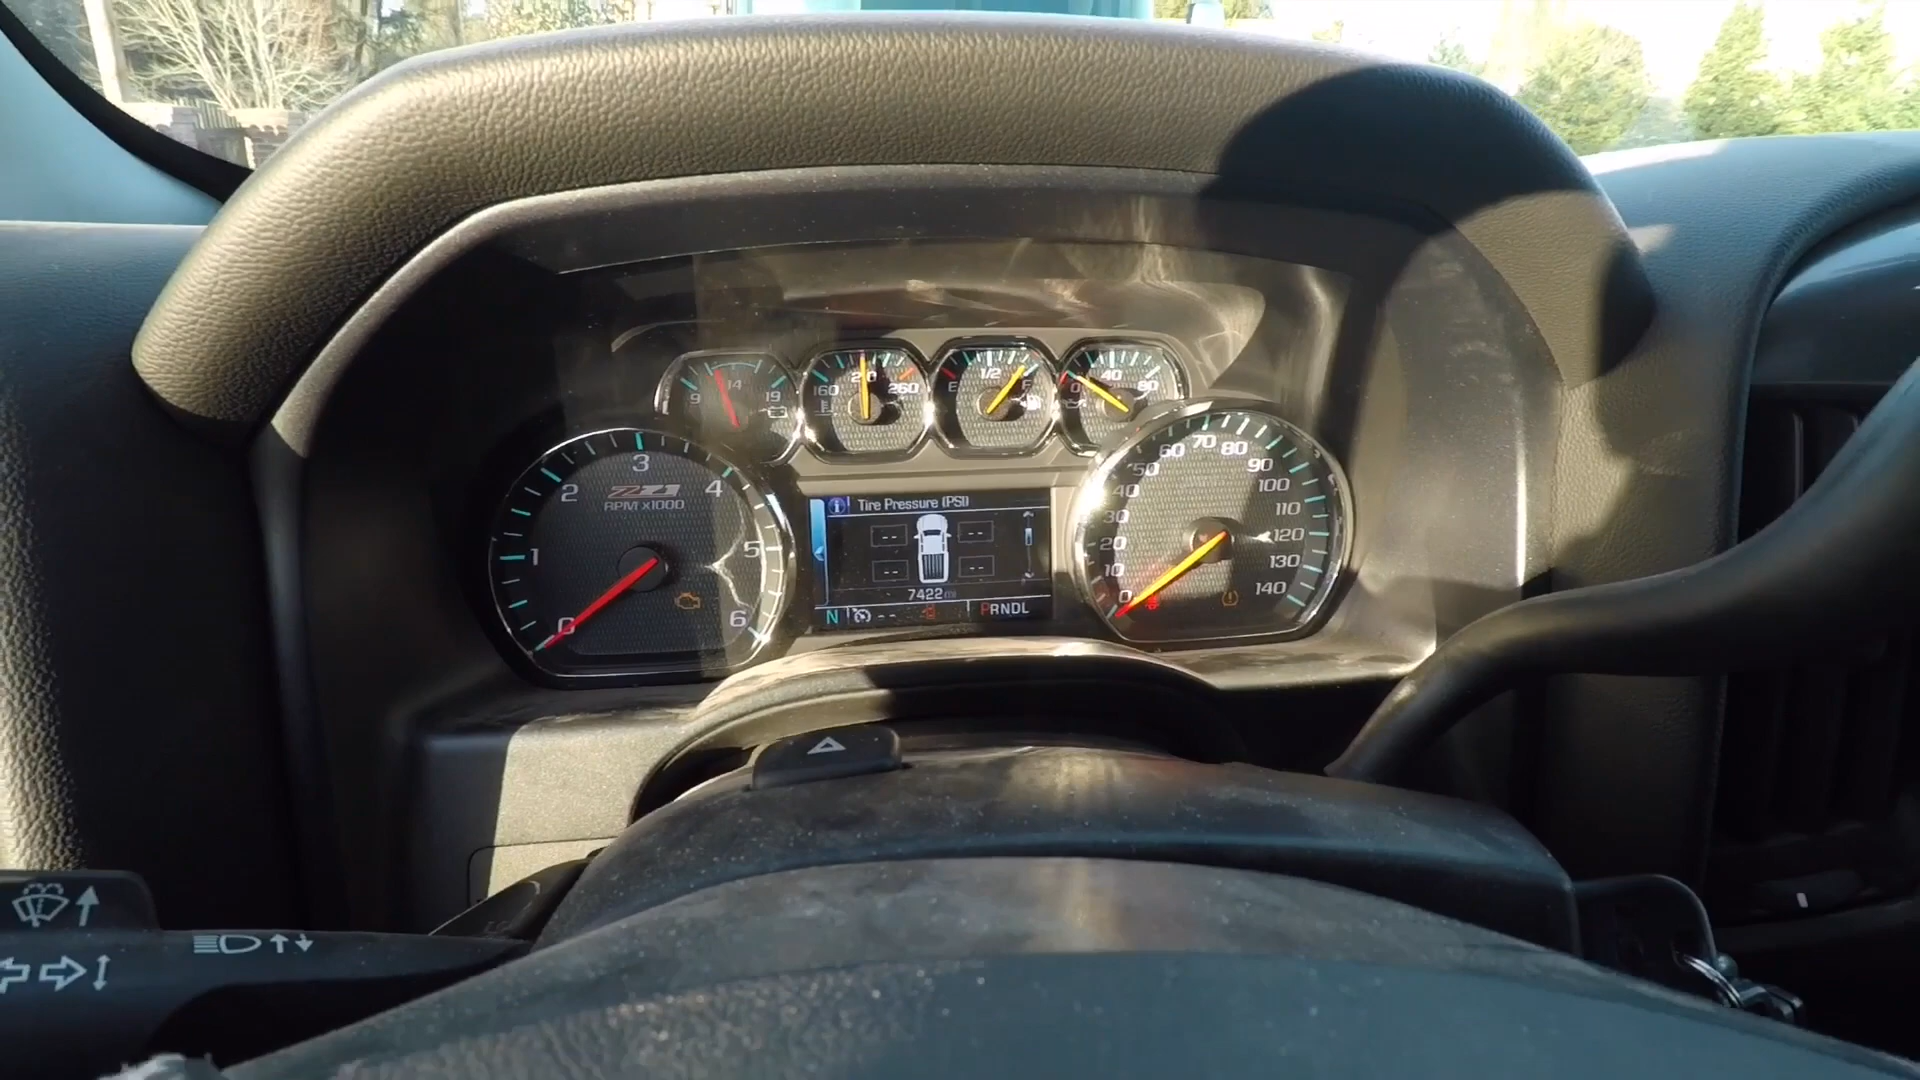 9 14 19
160 210 260
E 1/2 F
0 40 80
0 1 2 3 4 5 6
Z71
RPM x1000
Tire Pressure (PSI)
-- --
-- --
7422 mi
N -- PRNDL
0 10 20 30 40 50 60 70 80 90 100 110 120 130 140